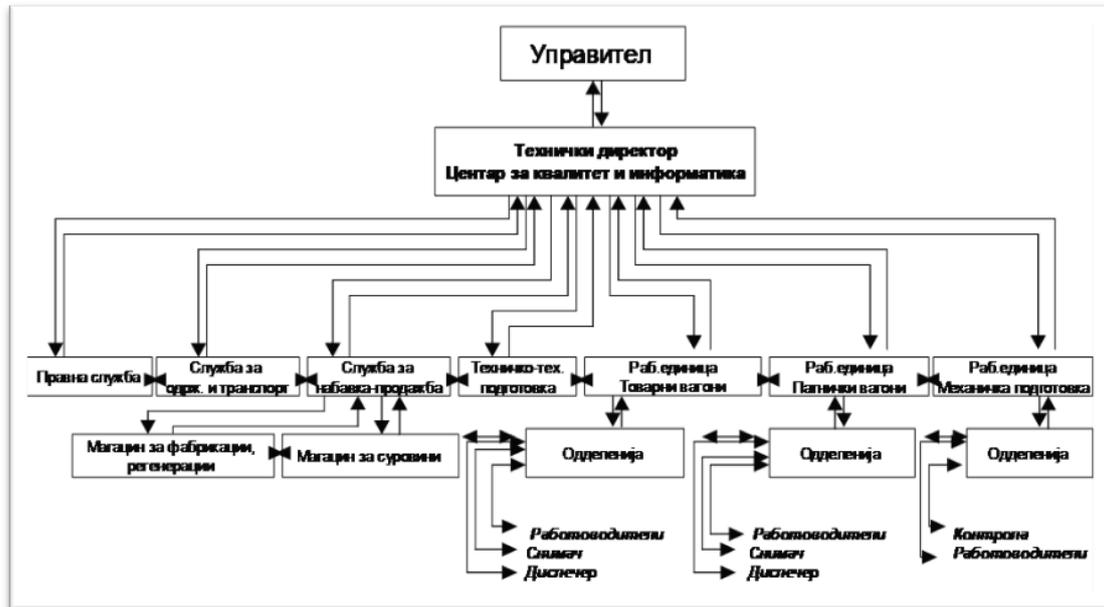 Управител
Технички директор
Центар за квалитет и информатика
Правна служба
Служба за
одрж. и транспорт
Служба за
набавка-продажба
Техничко-тех.
подготовка
Раб.единица
Товарни вагони
Раб.единица
Патнички вагони
Раб.единица
Механичка подготовка
Магацин за фабрикации,
регенерации
Магацин за суровини
Одделенија
Одделенија
Одделенија
Работоводители
Снимач
Диспечер
Работоводители
Снимач
Диспечер
Контрола
Работоводители